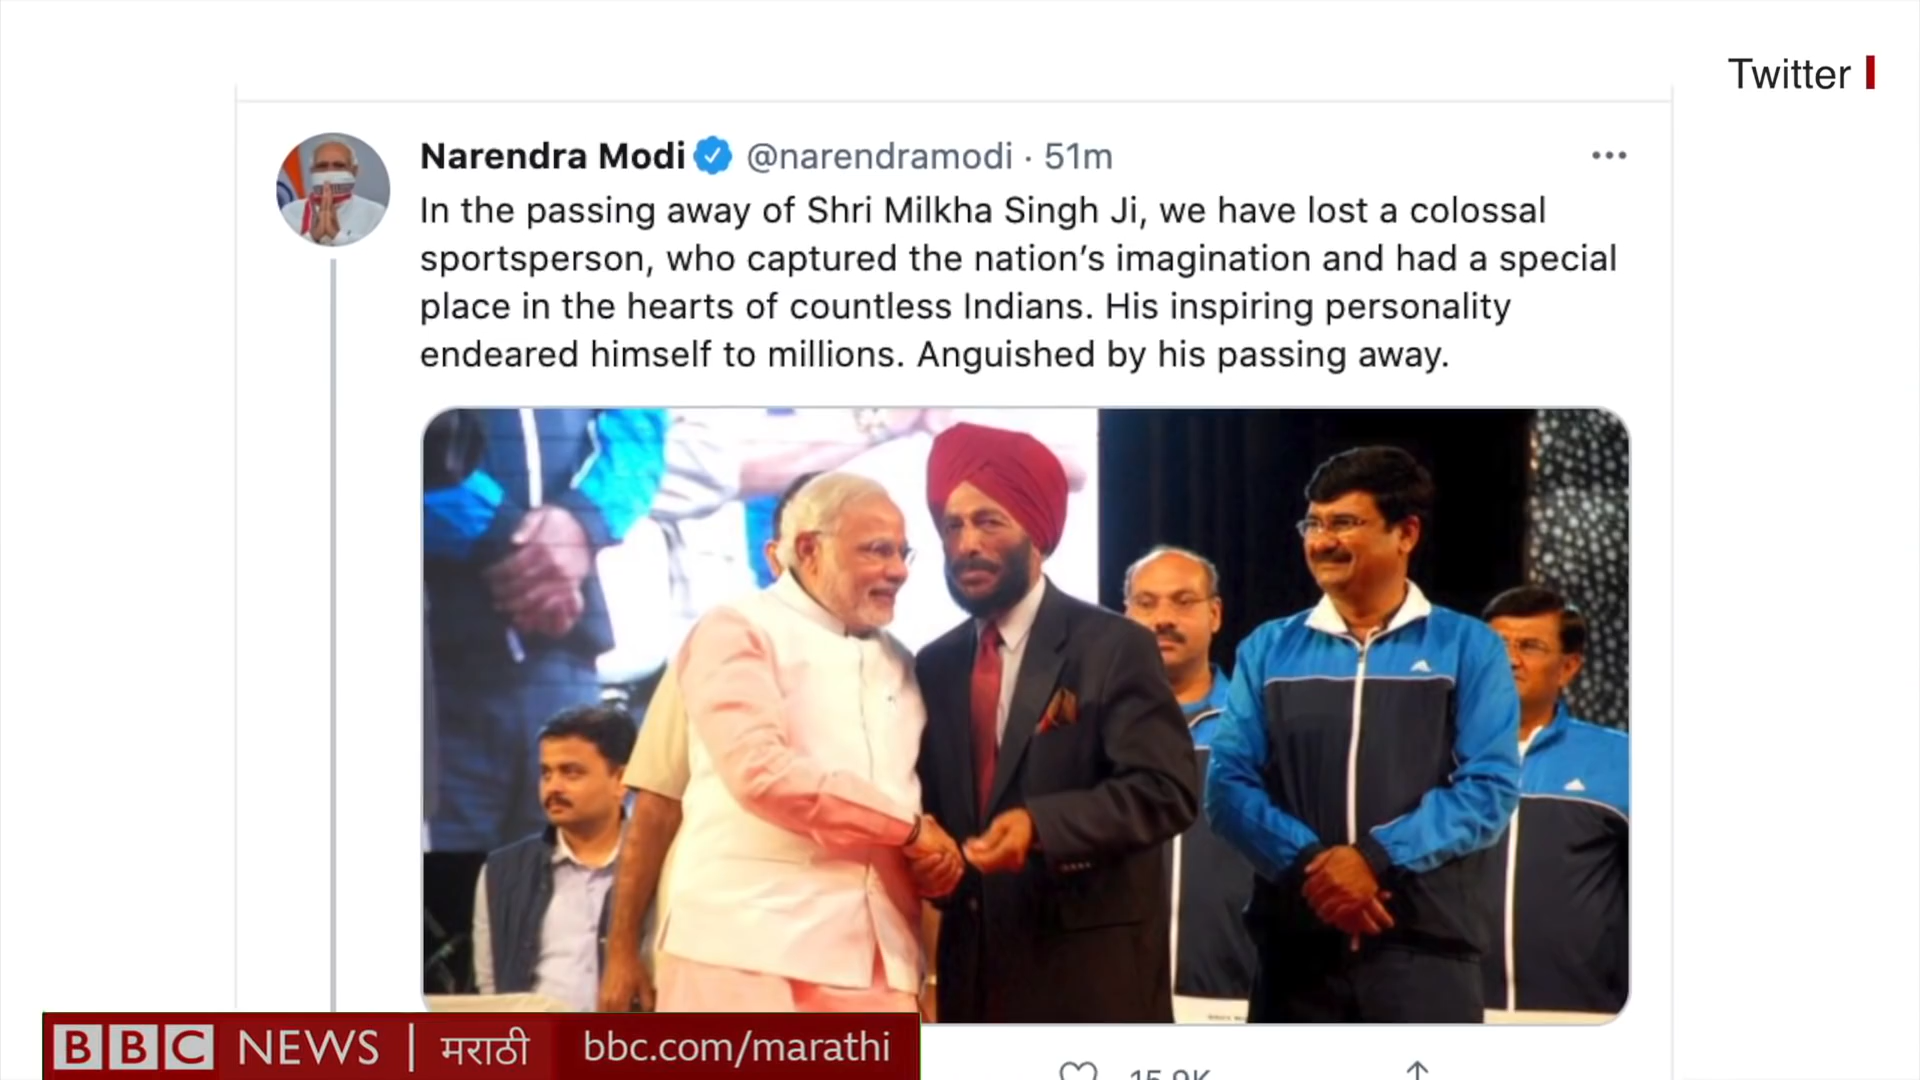 Twitter
Narendra Modi @narendramodi · 51m
In the passing away of Shri Milkha Singh Ji, we have lost a colossal
sportsperson, who captured the nation’s imagination and had a special
place in the hearts of countless Indians. His inspiring personality
endeared himself to millions. Anguished by his passing away.
BBC NEWS | मराठी bbc.com/marathi